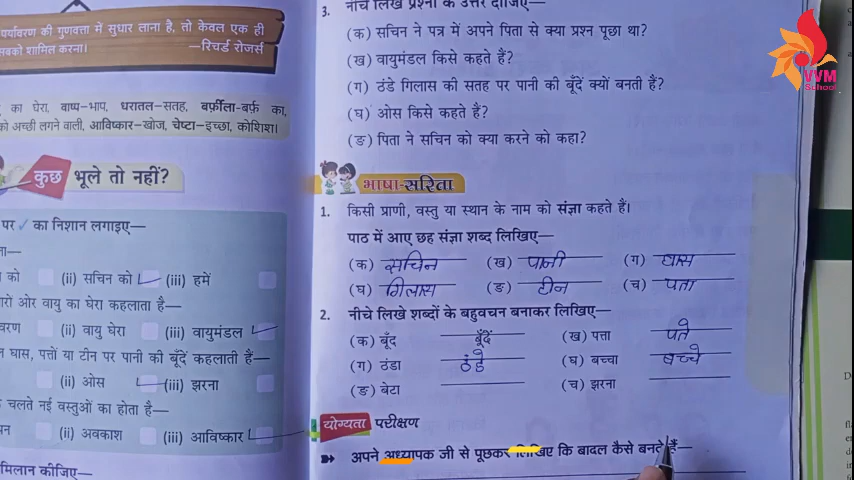 पर्यावरण की गुणवत्ता में सुधार लाना है, तो केवल एक ही
सबको शामिल करना।
—रिचर्ड रोजर्स
का घेरा, वाष्प-भाप, धरातल-सतह, बर्फ़ीला-बर्फ़ का,
को अच्छी लगने वाली, आविष्कार-खोज, चेष्टा-इच्छा, कोशिश।
कुछ भूले तो नहीं?
पर ✓ का निशान लगाइए—
को (ii) सचिन को (iii) हमें
चारो ओर वायु का घेरा कहलाता है—
(ii) वायु घेरा (iii) वायुमंडल
घास, पत्तों या टीन पर पानी की बूँदें कहलाती हैं—
(ii) ओस (iii) झरना
चलते नई वस्तुओं का होता है—
(ii) अवकाश (iii) आविष्कार
मिलान कीजिए—
3. नीचे लिखे प्रश्नों के उत्तर दीजिए—
(क) सचिन ने पत्र में अपने पिता से क्या प्रश्न पूछा था?
(ख) वायुमंडल किसे कहते हैं?
(ग) ठंडे गिलास की सतह पर पानी की बूँदें क्यों बनती हैं?
(घ) ओस किसे कहते हैं?
(ङ) पिता ने सचिन को क्या करने को कहा?
भाषा-सरिता
1. किसी प्राणी, वस्तु या स्थान के नाम को संज्ञा कहते हैं।
पाठ में आए छह संज्ञा शब्द लिखिए—
(क) सचिन (ख) पानी (ग) घास
(घ) गिलास (ङ) टीन (च) पता
2. नीचे लिखे शब्दों के बहुवचन बनाकर लिखिए—
(क) बूँद बूँदें (ख) पत्ता पते
(ग) ठंडा ठंडे (घ) बच्चा बच्चे
(ङ) बेटा (च) झरना
योग्यता परीक्षण
अपने अध्यापक जी से पूछकर लिखिए कि बादल कैसे बनते हैं—
VVM
School